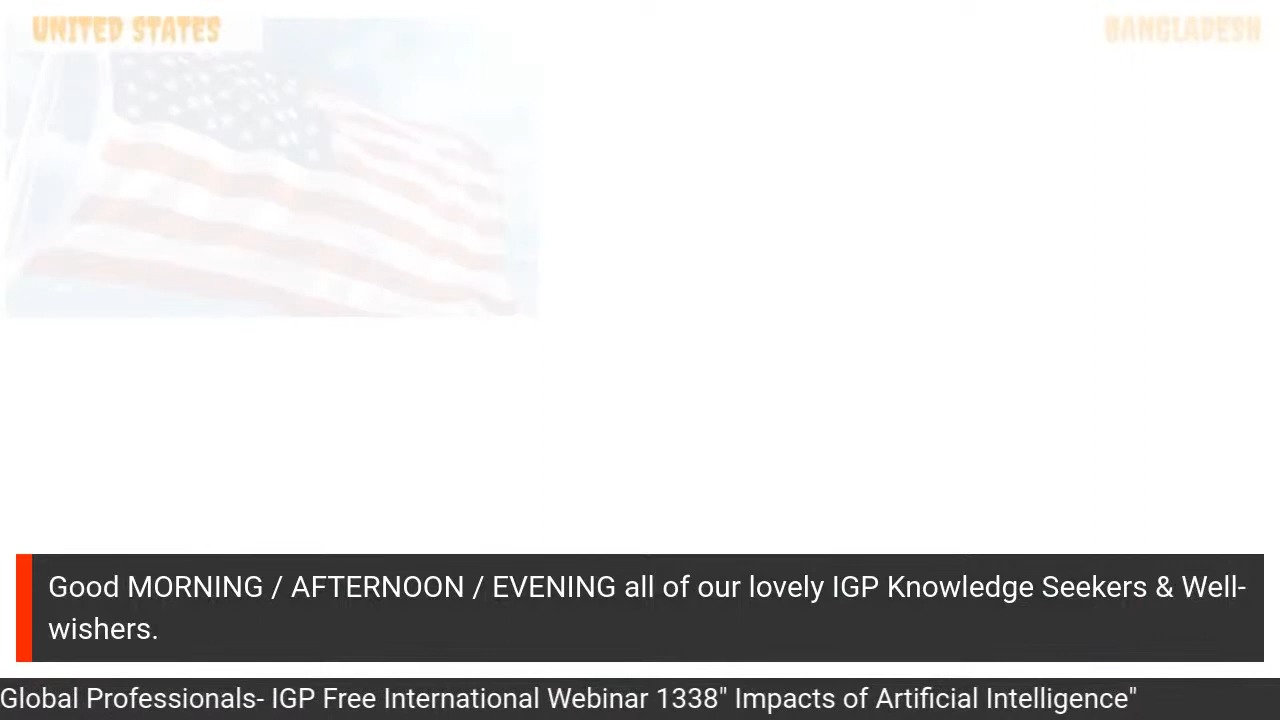 UNITED STATES
BANGLADESH
Good MORNING / AFTERNOON / EVENING all of our lovely IGP Knowledge Seekers & Well-
wishers.
Global Professionals- IGP Free International Webinar 1338" Impacts of Artificial Intelligence"